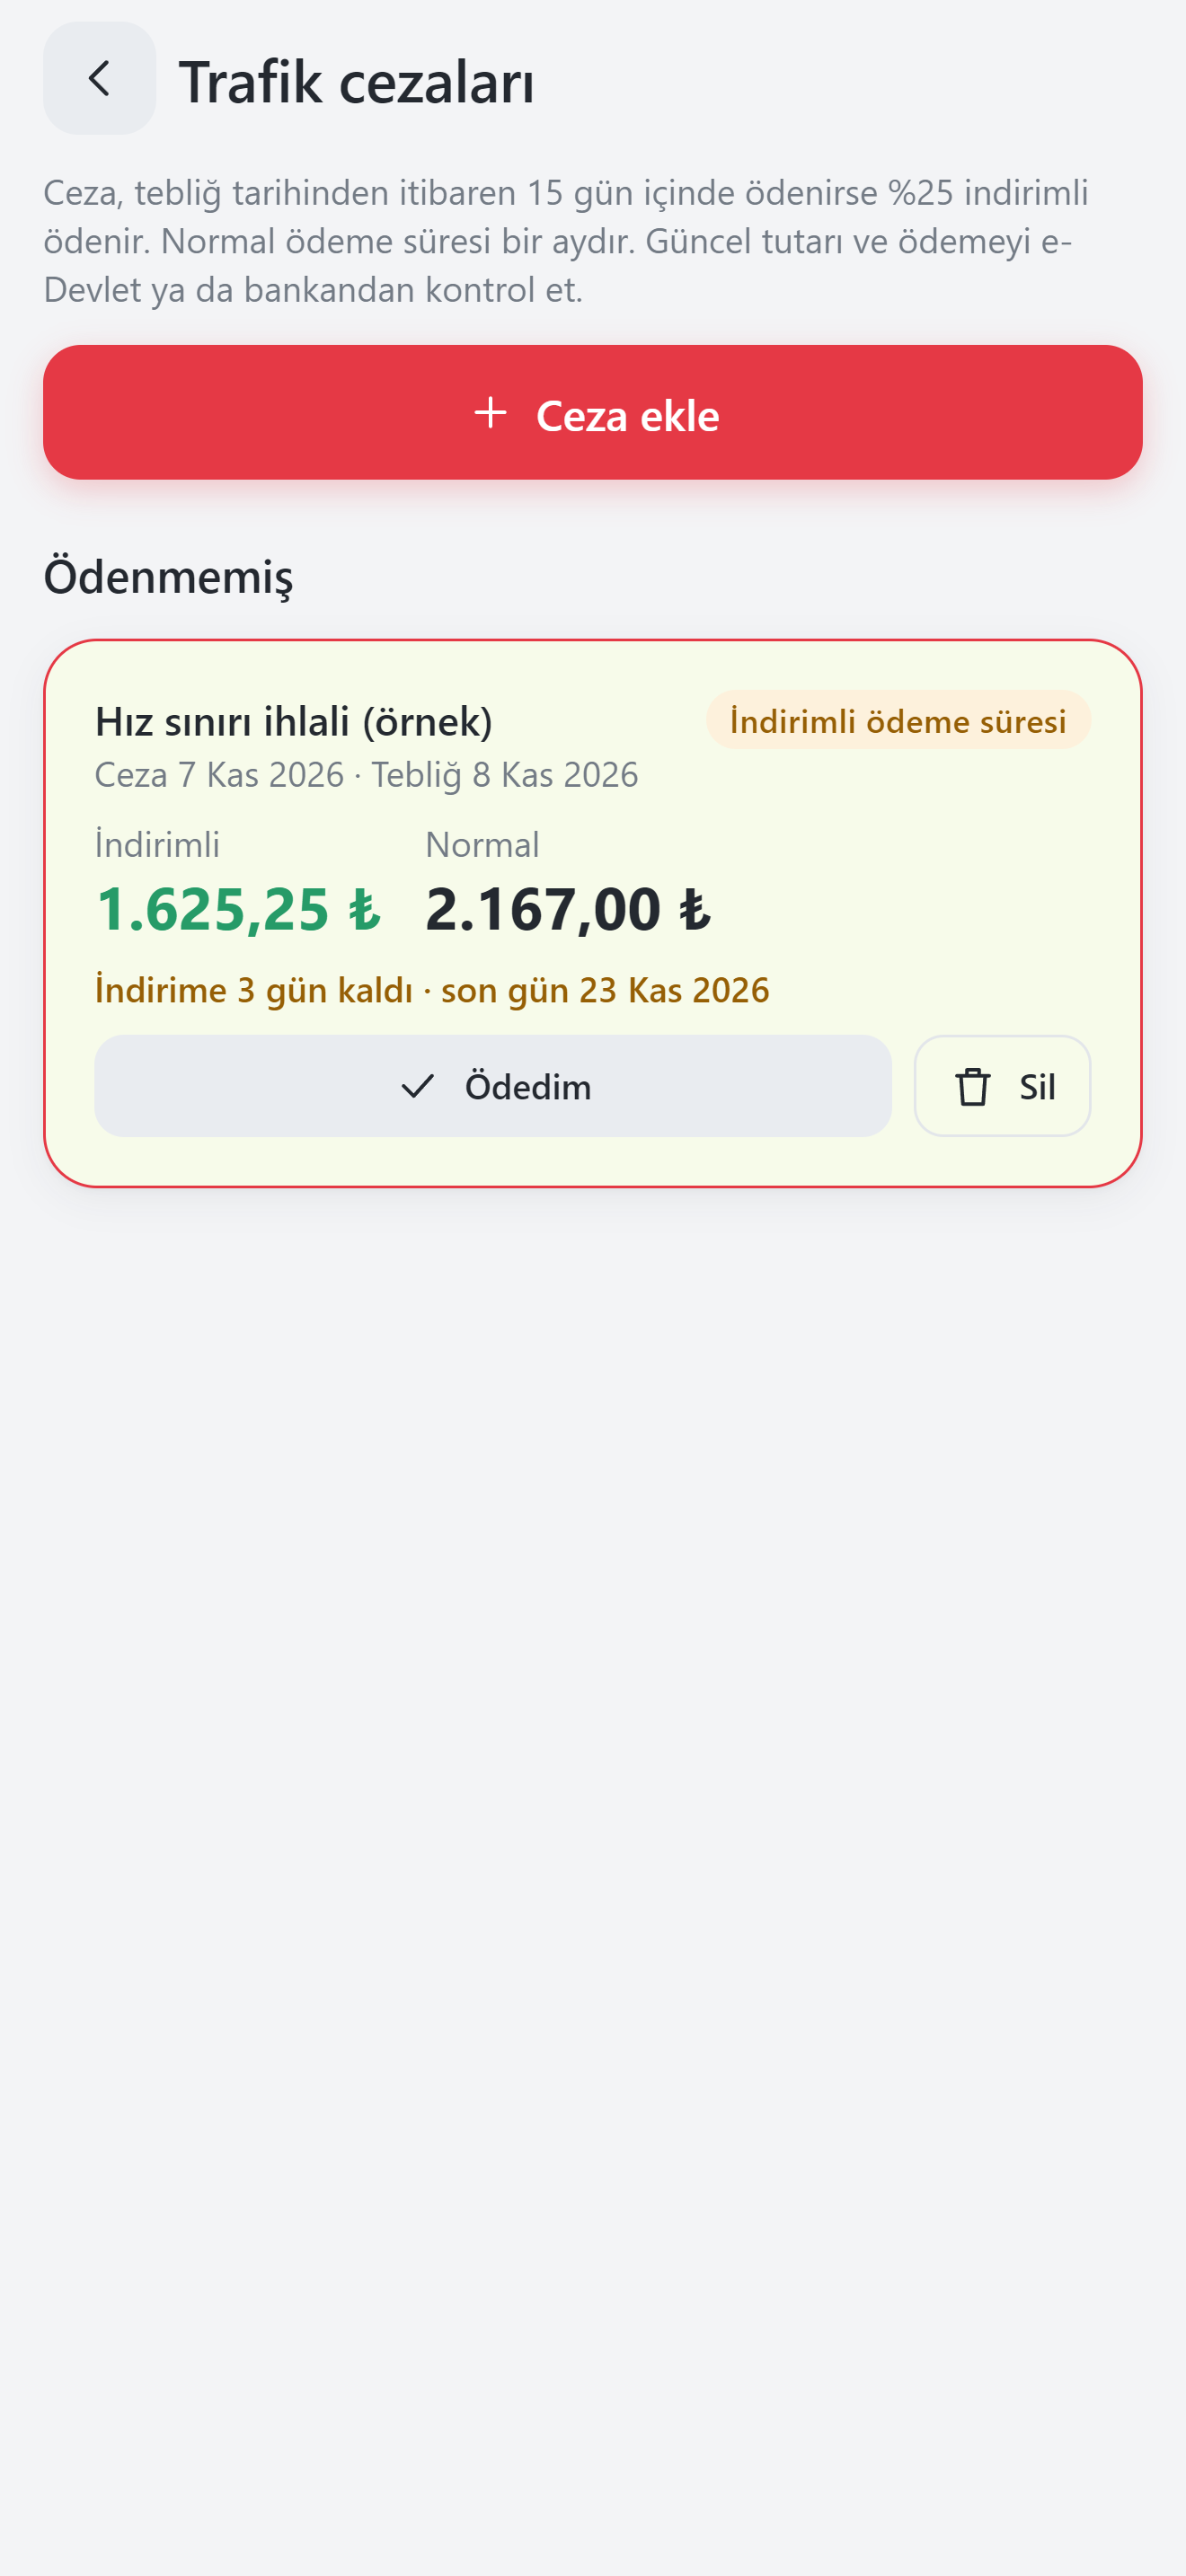 Trafik cezaları
Ceza, tebliğ tarihinden itibaren 15 gün içinde ödenirse %25 indirimli
ödenir. Normal ödeme süresi bir aydır. Güncel tutarı ve ödemeyi e-
Devlet ya da bankandan kontrol et.
Ceza ekle
Ödenmemiş
Hız sınırı ihlali (örnek)
İndirimli ödeme süresi
Ceza 7 Kas 2026 · Tebliğ 8 Kas 2026
İndirimli Normal
1.625,25 ₺ 2.167,00 ₺
İndirime 3 gün kaldı · son gün 23 Kas 2026
Ödedim
Sil